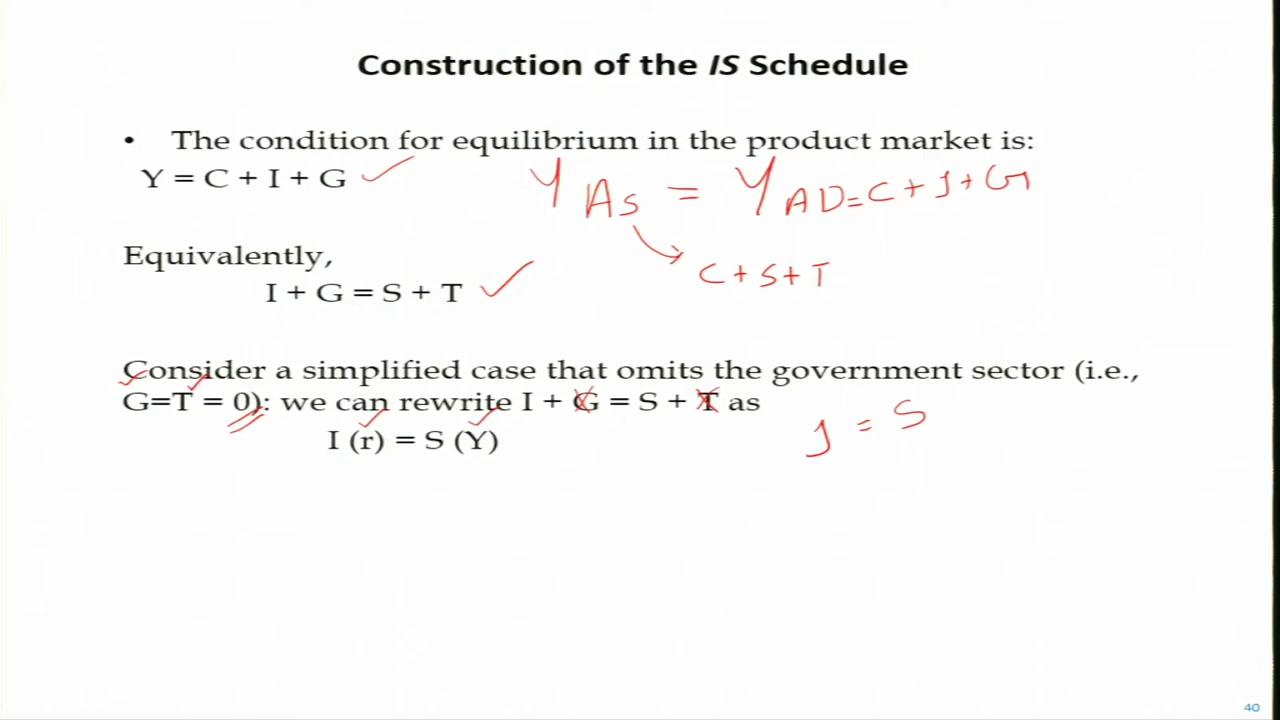 Construction of the IS Schedule
• The condition for equilibrium in the product market is:
Y = C + I + G
Y AS = Y AD = C + I + G
Equivalently,
C + S + T
I + G = S + T
Consider a simplified case that omits the government sector (i.e.,
G=T = 0): we can rewrite I + G = S + T as
I = S
I (r) = S (Y)
40